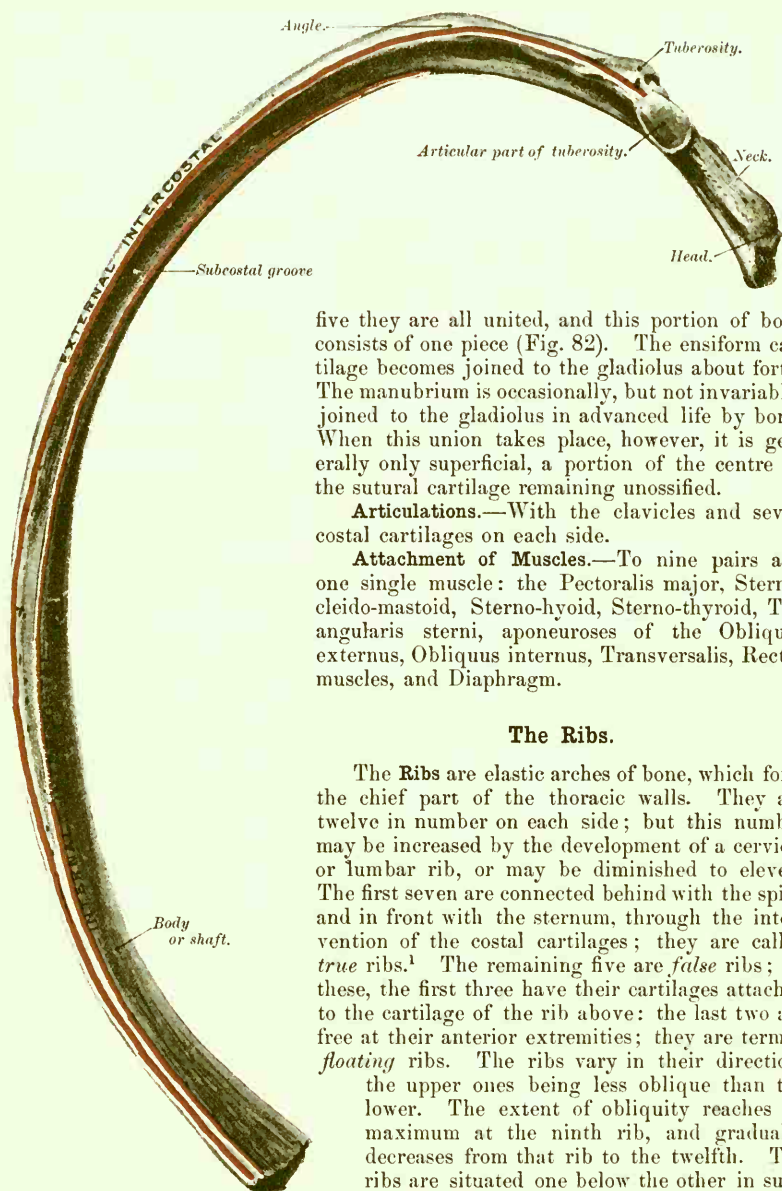 Angle.
Tuberosity.
Articular part of tuberosity.
Neck.
Head.
EXTERNAL INTERCOSTAL
Subcostal groove
INTERNAL
Body
or shaft.
five they are all united, and this portion of bo
consists of one piece (Fig. 82). The ensiform ca
tilage becomes joined to the gladiolus about fort
The manubrium is occasionally, but not invariabl
joined to the gladiolus in advanced life by bon
When this union takes place, however, it is ge
erally only superficial, a portion of the centre
the sutural cartilage remaining unossified.
Articulations.—With the clavicles and sev
costal cartilages on each side.
Attachment of Muscles.—To nine pairs a
one single muscle: the Pectoralis major, Stern
cleido-mastoid, Sterno-hyoid, Sterno-thyroid, T
angularis sterni, aponeuroses of the Obliqu
externus, Obliquus internus, Transversalis, Rect
muscles, and Diaphragm.
The Ribs.
The Ribs are elastic arches of bone, which fo
the chief part of the thoracic walls. They a
twelve in number on each side; but this numb
may be increased by the development of a cervic
or lumbar rib, or may be diminished to eleve
The first seven are connected behind with the spi
and in front with the sternum, through the inte
vention of the costal cartilages; they are call
true ribs.¹ The remaining five are false ribs;
these, the first three have their cartilages attach
to the cartilage of the rib above: the last two a
free at their anterior extremities; they are term
floating ribs. The ribs vary in their directio
the upper ones being less oblique than t
lower. The extent of obliquity reaches
maximum at the ninth rib, and gradual
decreases from that rib to the twelfth. T
ribs are situated one below the other in su